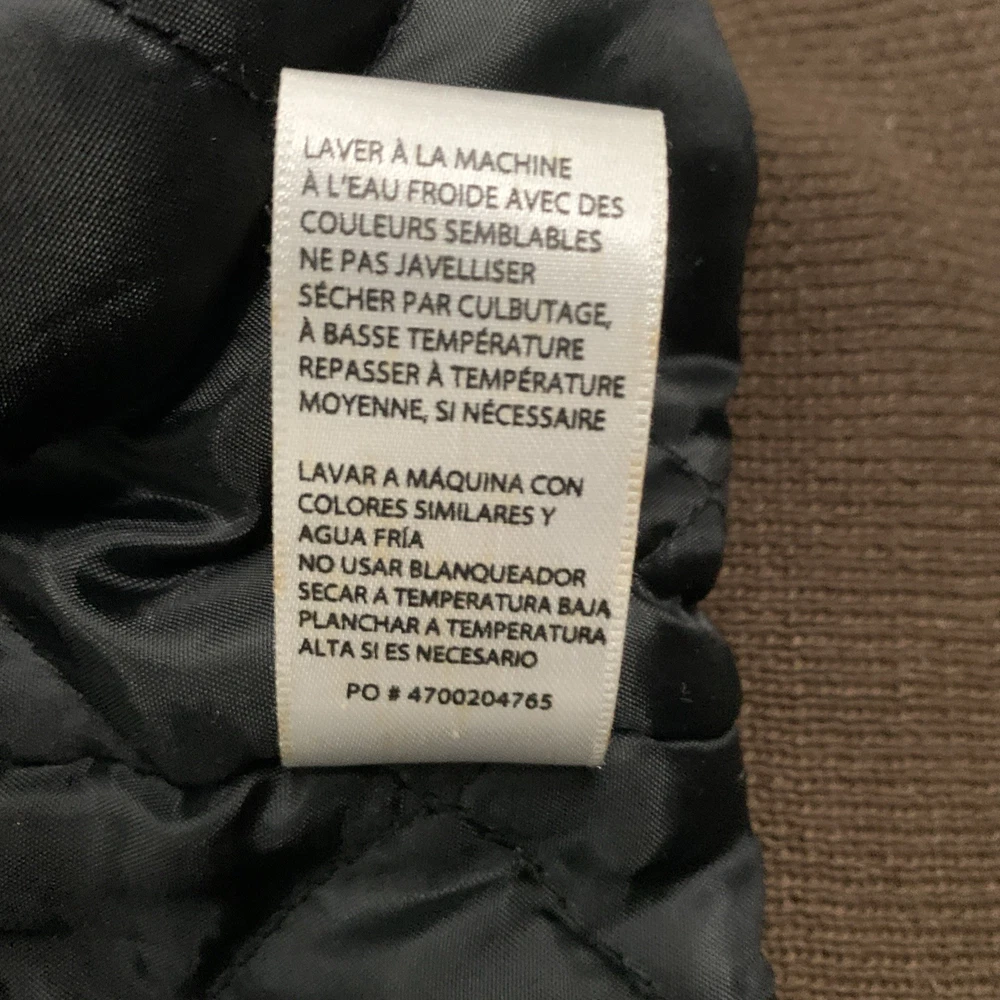 LAVER À LA MACHINE
À L'EAU FROIDE AVEC DES
COULEURS SEMBLABLES
NE PAS JAVELLISER
SÉCHER PAR CULBUTAGE,
À BASSE TEMPÉRATURE
REPASSER À TEMPÉRATURE
MOYENNE, SI NÉCESSAIRE
LAVAR A MÁQUINA CON
COLORES SIMILARES Y
AGUA FRÍA
NO USAR BLANQUEADOR
SECAR A TEMPERATURA BAJA
PLANCHAR A TEMPERATURA
ALTA SI ES NECESARIO
PO # 4700204765